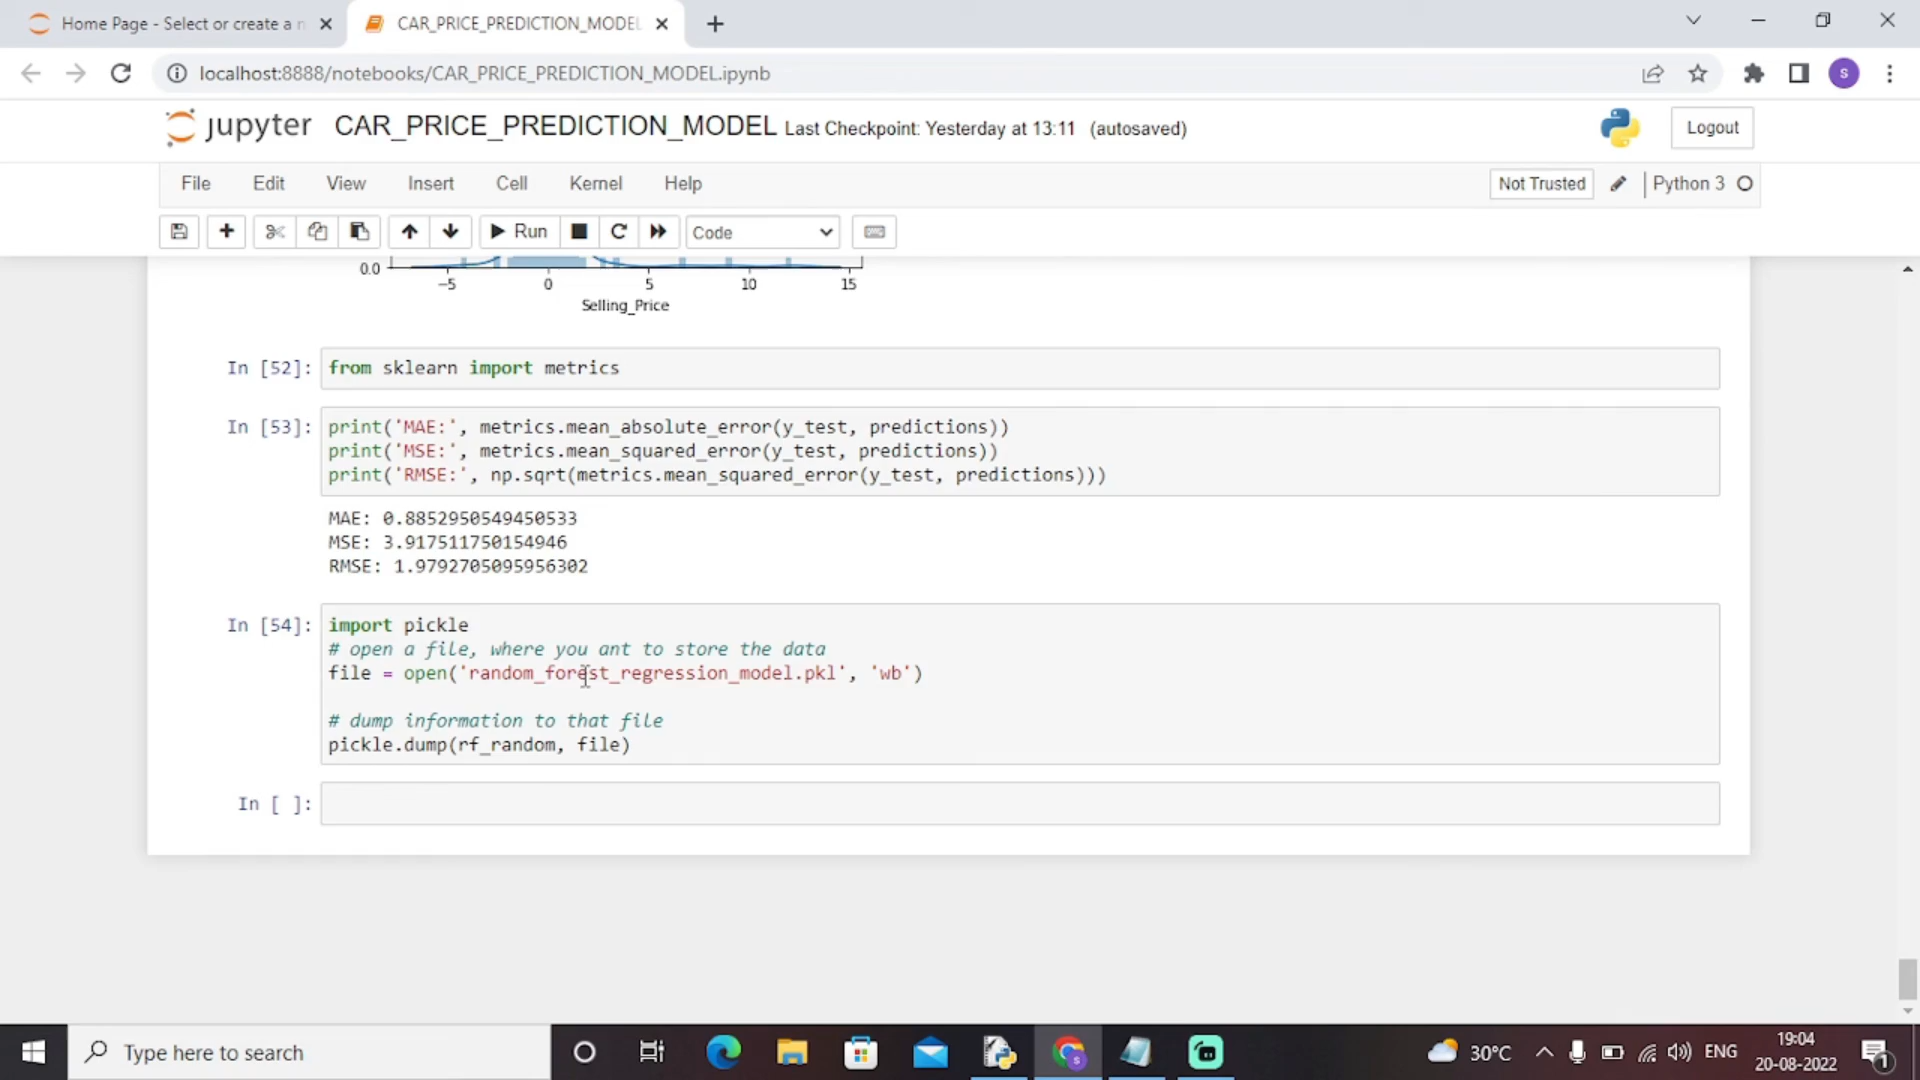 Home Page - Select or create a n
CAR_PRICE_PREDICTION_MODEL
localhost:8888/notebooks/CAR_PRICE_PREDICTION_MODEL.ipynb
s
jupyter CAR_PRICE_PREDICTION_MODEL Last Checkpoint: Yesterday at 13:11 (autosaved)
Logout
File Edit View Insert Cell Kernel Help
Not Trusted
Python 3
Run
Code
0.0
−5 0 5 10 15
Selling_Price
In [52]: from sklearn import metrics
In [53]: print('MAE:', metrics.mean_absolute_error(y_test, predictions))
print('MSE:', metrics.mean_squared_error(y_test, predictions))
print('RMSE:', np.sqrt(metrics.mean_squared_error(y_test, predictions)))
MAE: 0.8852950549450533
MSE: 3.917511750154946
RMSE: 1.9792705095956302
In [54]: import pickle
# open a file, where you ant to store the data
file = open('random_forest_regression_model.pkl', 'wb')
# dump information to that file
pickle.dump(rf_random, file)
In [ ]:
Type here to search
30°C
ENG
19:04
20-08-2022
1